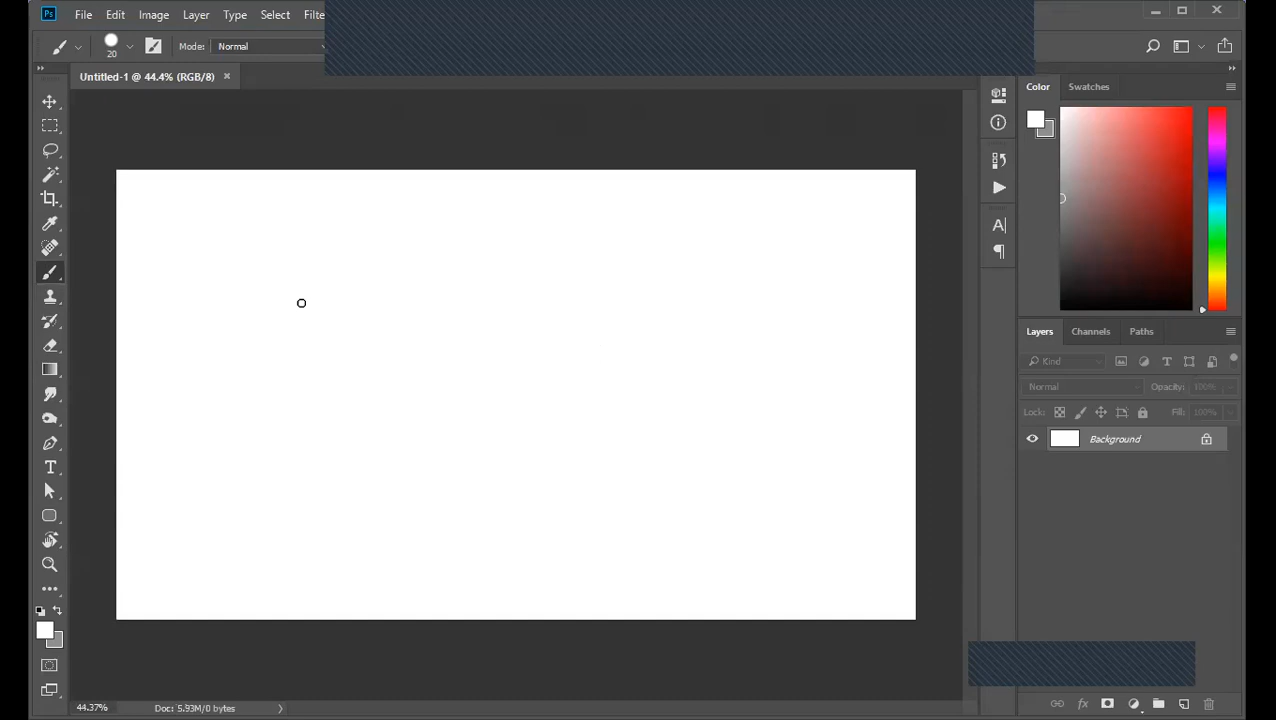 Ps File Edit Image Layer Type Select Filte
20 Mode: Normal
Untitled-1 @ 44.4% (RGB/8) ×
Color Swatches
Layers Channels Paths
Kind
Normal Opacity: 100%
Lock: Fill: 100%
Background
44.37% Doc: 5.93M/0 bytes